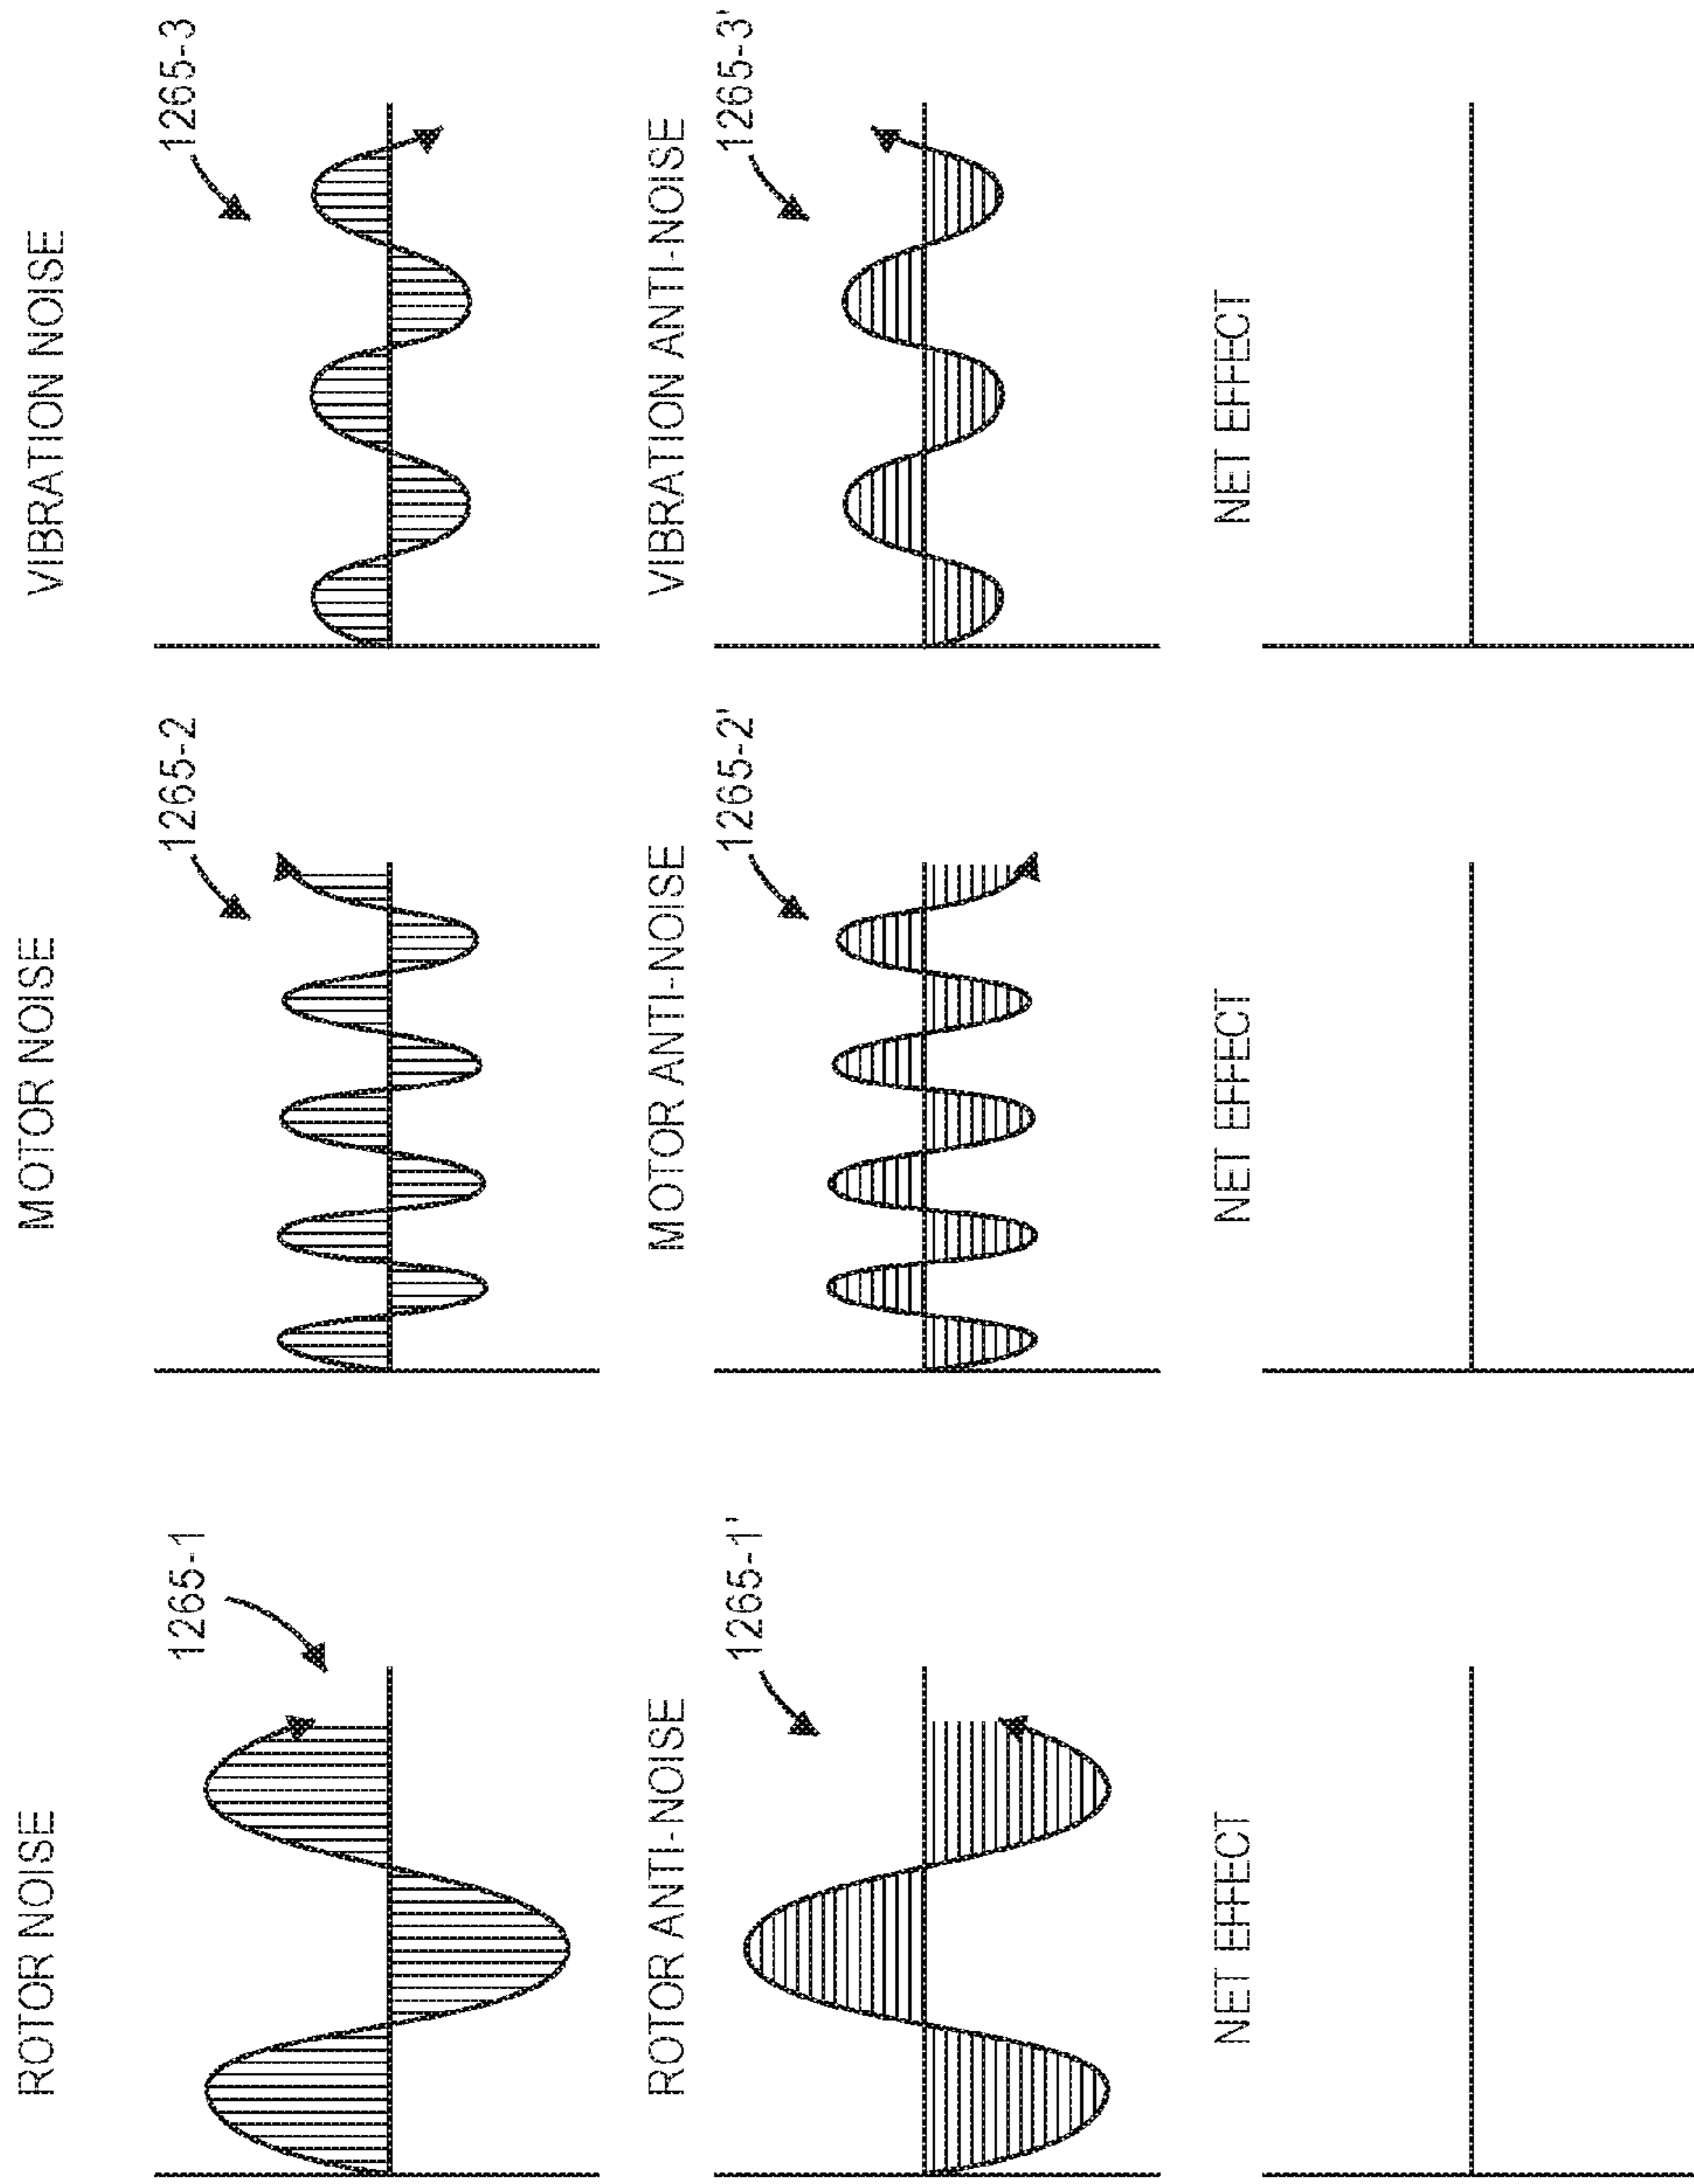 ROTOR NOISE
MOTOR NOISE
VIBRATION NOISE
1265-1
1265-2
1265-3
ROTOR ANTI-NOISE
MOTOR ANTI-NOISE
VIBRATION ANTI-NOISE
1265-1'
1265-2'
1265-3'
NET EFFECT
NET EFFECT
NET EFFECT